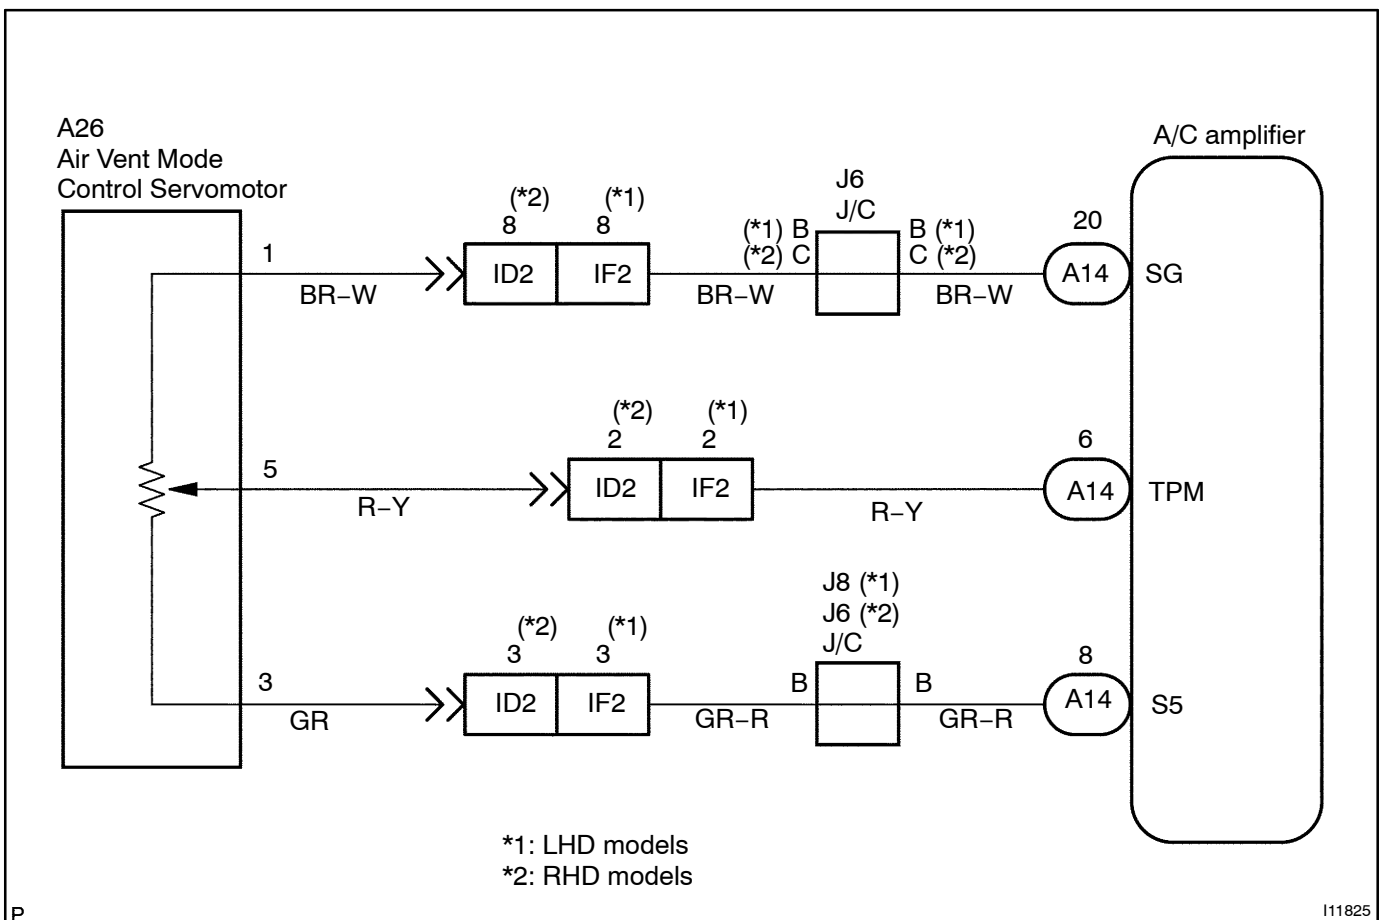 A26
Air Vent Mode
Control Servomotor
A/C amplifier
J6
J/C
(*2) (*1)
8 8
(*1) B B (*1)
(*2) C C (*2)
20
1
ID2 IF2
A14 SG
BR−W BR−W BR−W
(*2) (*1)
2 2
6
5
ID2 IF2
A14 TPM
R−Y R−Y
J8 (*1)
J6 (*2)
J/C
(*2) (*1)
3 3
8
3
B B
ID2 IF2
A14 S5
GR GR−R GR−R
*1: LHD models
*2: RHD models
P
I11825